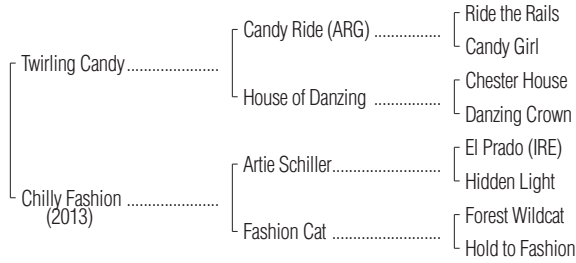 Ride the Rails
Candy Ride (ARG) ................
Candy Girl
Twirling Candy ......................
Chester House
House of Danzing ................
Danzing Crown
El Prado (IRE)
Artie Schiller..........................
Hidden Light
Chilly Fashion ......................
(2013)
Forest Wildcat
Fashion Cat ..........................
Hold to Fashion